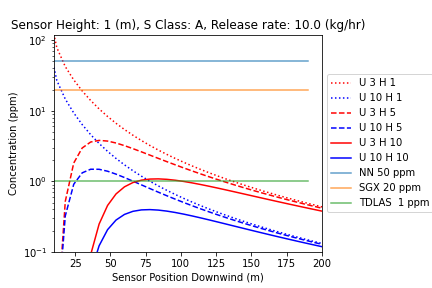 Sensor Height: 1 (m), S Class: A, Release rate: 10.0 (kg/hr)
10²
10¹
10⁰
10⁻¹
Concentration (ppm)
25 50 75 100 125 150 175 200
Sensor Position Downwind (m)
U 3 H 1
U 10 H 1
U 3 H 5
U 10 H 5
U 3 H 10
U 10 H 10
NN 50 ppm
SGX 20 ppm
TDLAS 1 ppm